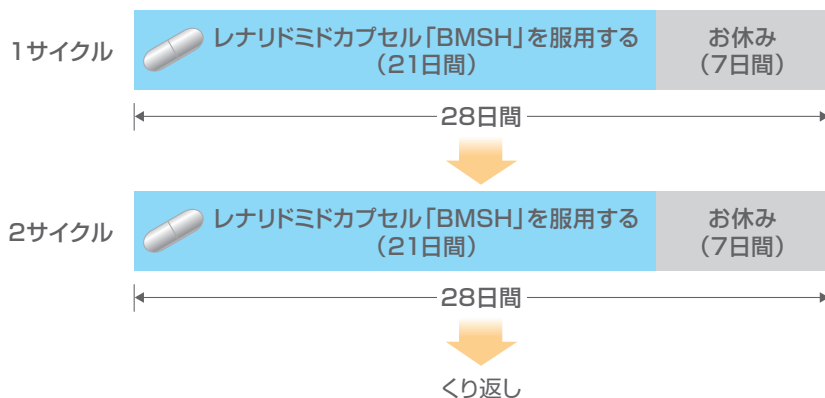 1サイクル
レナリドミドカプセル「BMSH」を服用する
（21日間）
お休み
（7日間）
28日間
2サイクル
レナリドミドカプセル「BMSH」を服用する
（21日間）
お休み
（7日間）
28日間
くり返し